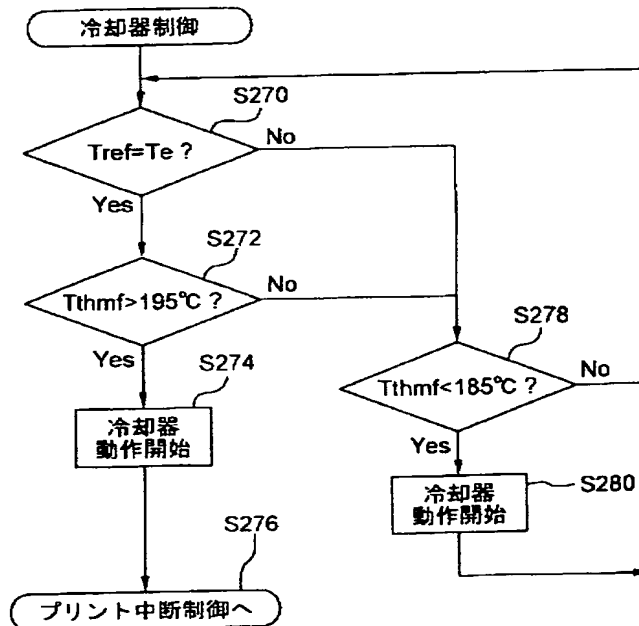 冷却器制御
S270
Tref=Te ?
No
Yes
S272
Tthmf>195℃ ?
No
Yes
S278
Tthmf<185℃ ?
No
Yes
S274
冷却器
動作開始
S280
冷却器
動作開始
S276
プリント中断制御へ